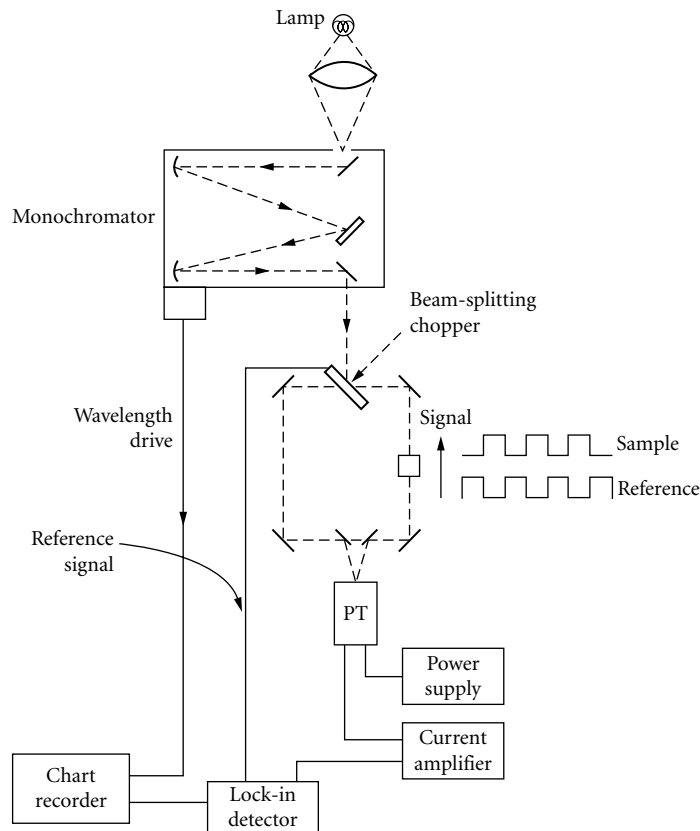 Lamp
Monochromator
Beam-splitting
chopper
Wavelength
drive
Signal
Sample
Reference
Reference
signal
PT
Power
supply
Current
amplifier
Chart
recorder
Lock-in
detector